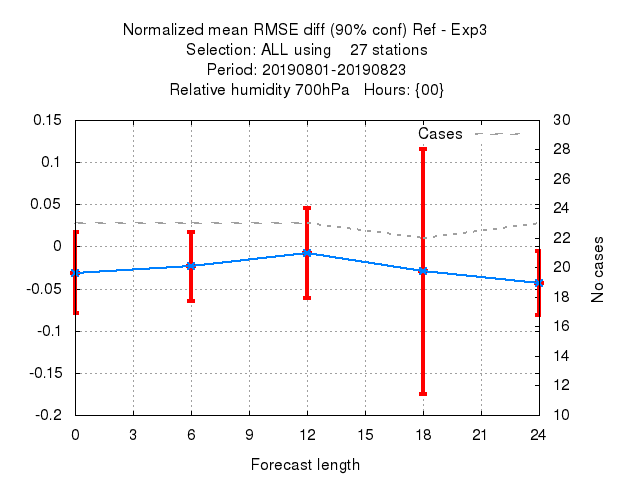 Normalized mean RMSE diff (90% conf) Ref - Exp3
Selection: ALL using    27 stations
Period: 20190801-20190823
Relative humidity 700hPa   Hours: {00}
Cases
0.15
0.1
0.05
0
-0.05
-0.1
-0.15
-0.2
30
28
26
24
22
20
18
16
14
12
10
No cases
0 3 6 9 12 15 18 21 24
Forecast length